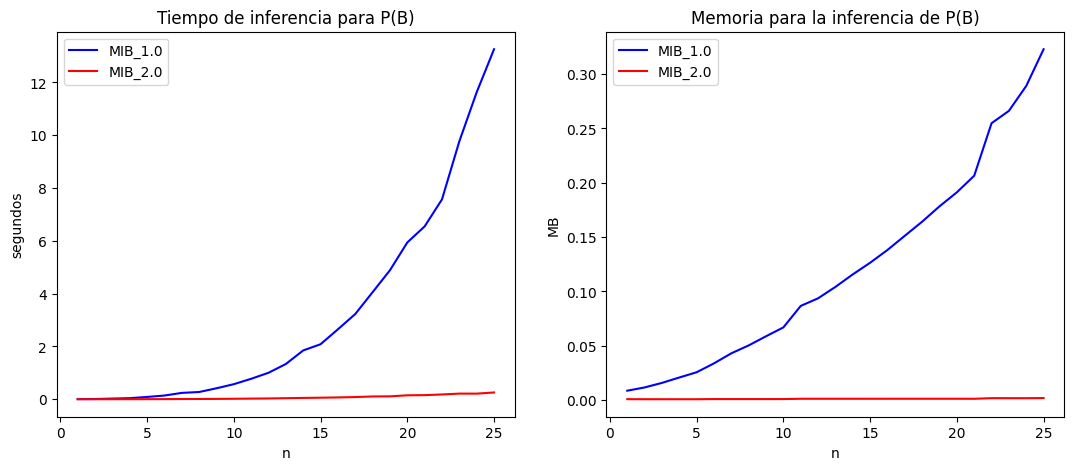 Tiempo de inferencia para P(B)
MIB_1.0
MIB_2.0
segundos
12
10
8
6
4
2
0
0 5 10 15 20 25
n
Memoria para la inferencia de P(B)
MIB_1.0
MIB_2.0
MB
0.30
0.25
0.20
0.15
0.10
0.05
0.00
0 5 10 15 20 25
n